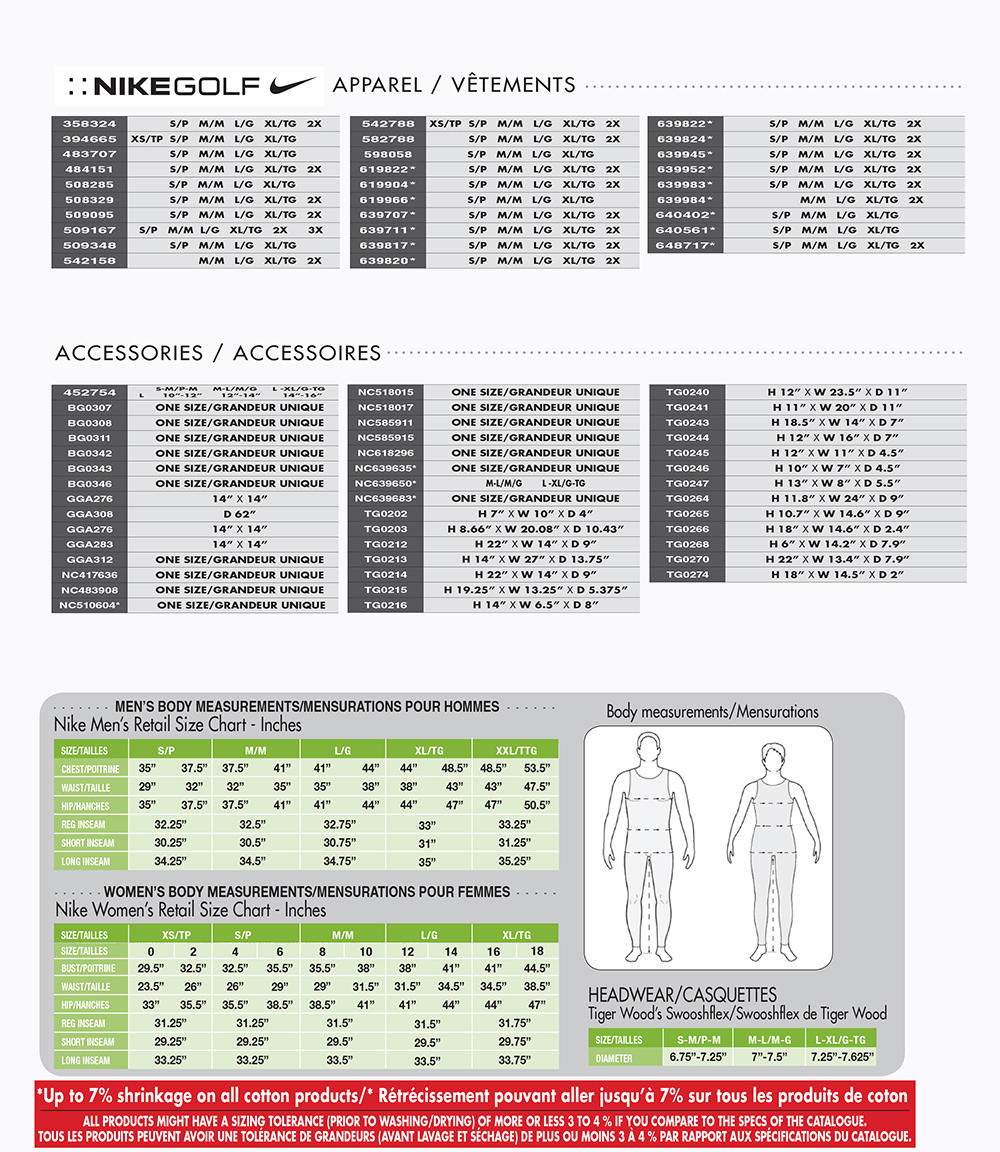 NIKEGOLF APPAREL / VÊTEMENTS
358324 S/P M/M L/G XL/TG 2X
394665 XS/TP S/P M/M L/G XL/TG
483707 S/P M/M L/G XL/TG
484151 S/P M/M L/G XL/TG 2X
508285 S/P M/M L/G XL/TG
508329 S/P M/M L/G XL/TG 2X
509095 S/P M/M L/G XL/TG 2X
509167 S/P M/M L/G XL/TG 2X 3X
509348 S/P M/M L/G XL/TG
542158 M/M L/G XL/TG 2X
542788 XS/TP S/P M/M L/G XL/TG 2X
582788 S/P M/M L/G XL/TG 2X
598058 S/P M/M L/G XL/TG
619822* S/P M/M L/G XL/TG 2X
619904* S/P M/M L/G XL/TG 2X
619966* S/P M/M L/G XL/TG
639707* S/P M/M L/G XL/TG 2X
639711* S/P M/M L/G XL/TG 2X
639817* S/P M/M L/G XL/TG 2X
639820* S/P M/M L/G XL/TG 2X
639822* S/P M/M L/G XL/TG 2X
639824* S/P M/M L/G XL/TG 2X
639945* S/P M/M L/G XL/TG 2X
639952* S/P M/M L/G XL/TG 2X
639983* S/P M/M L/G XL/TG 2X
639984* M/M L/G XL/TG 2X
640402* S/P M/M L/G XL/TG
640561* S/P M/M L/G XL/TG
648717* S/P M/M L/G XL/TG 2X
ACCESSORIES / ACCESSOIRES
452754 S-M/P-M M-L/M/G L -XL/G-TG
L 10"-12" 12"-14" 14"-16"
BG0307 ONE SIZE/GRANDEUR UNIQUE
BG0308 ONE SIZE/GRANDEUR UNIQUE
BG0311 ONE SIZE/GRANDEUR UNIQUE
BG0342 ONE SIZE/GRANDEUR UNIQUE
BG0343 ONE SIZE/GRANDEUR UNIQUE
BG0346 ONE SIZE/GRANDEUR UNIQUE
GGA276 14" X 14"
GGA308 D 62"
GGA276 14" X 14"
GGA283 14" X 14"
GGA312 ONE SIZE/GRANDEUR UNIQUE
NC417636 ONE SIZE/GRANDEUR UNIQUE
NC483908 ONE SIZE/GRANDEUR UNIQUE
NC510604* ONE SIZE/GRANDEUR UNIQUE
NC518015 ONE SIZE/GRANDEUR UNIQUE
NC518017 ONE SIZE/GRANDEUR UNIQUE
NC585911 ONE SIZE/GRANDEUR UNIQUE
NC585915 ONE SIZE/GRANDEUR UNIQUE
NC618296 ONE SIZE/GRANDEUR UNIQUE
NC639635* ONE SIZE/GRANDEUR UNIQUE
NC639650* M-L/M/G L -XL/G-TG
NC639683* ONE SIZE/GRANDEUR UNIQUE
TG0202 H 7" X W 10" X D 4"
TG0203 H 8.66" X W 20.08" X D 10.43"
TG0212 H 22" X W 14" X D 9"
TG0213 H 14" X W 27" X D 13.75"
TG0214 H 22" X W 14" X D 9"
TG0215 H 19.25" X W 13.25" X D 5.375"
TG0216 H 14" X W 6.5" X D 8"
TG0240 H 12" X W 23.5" X D 11"
TG0241 H 11" X W 20" X D 11"
TG0243 H 18.5" X W 14" X D 7"
TG0244 H 12" X W 16" X D 7"
TG0245 H 12" X W 11" X D 4.5"
TG0246 H 10" X W 7" X D 4.5"
TG0247 H 13" X W 8" X D 5.5"
TG0264 H 11.8" X W 24" X D 9"
TG0265 H 10.7" X W 14.6" X D 9"
TG0266 H 18" X W 14.6" X D 2.4"
TG0268 H 6" X W 14.2" X D 7.9"
TG0270 H 22" X W 13.4" X D 7.9"
TG0274 H 18" X W 14.5" X D 2"
MEN'S BODY MEASUREMENTS/MENSURATIONS POUR HOMMES
Nike Men's Retail Size Chart - Inches
SIZE/TAILLES S/P M/M L/G XL/TG XXL/TTG
CHEST/POITRINE 35" 37.5" 37.5" 41" 41" 44" 44" 48.5" 48.5" 53.5"
WAIST/TAILLE 29" 32" 32" 35" 35" 38" 38" 43" 43" 47.5"
HIP/HANCHES 35" 37.5" 37.5" 41" 41" 44" 44" 47" 47" 50.5"
REG INSEAM 32.25" 32.5" 32.75" 33" 33.25"
SHORT INSEAM 30.25" 30.5" 30.75" 31" 31.25"
LONG INSEAM 34.25" 34.5" 34.75" 35" 35.25"
WOMEN'S BODY MEASUREMENTS/MENSURATIONS POUR FEMMES
Nike Women's Retail Size Chart - Inches
SIZE/TAILLES XS/TP S/P M/M L/G XL/TG
SIZE/TAILLES 0 2 4 6 8 10 12 14 16 18
BUST/POITRINE 29.5" 32.5" 32.5" 35.5" 35.5" 38" 38" 41" 41" 44.5"
WAIST/TAILLE 23.5" 26" 26" 29" 29" 31.5" 31.5" 34.5" 34.5" 38.5"
HIP/HANCHES 33" 35.5" 35.5" 38.5" 38.5" 41" 41" 44" 44" 47"
REG INSEAM 31.25" 31.25" 31.5" 31.5" 31.75"
SHORT INSEAM 29.25" 29.25" 29.5" 29.5" 29.75"
LONG INSEAM 33.25" 33.25" 33.5" 33.5" 33.75"
Body measurements/Mensurations
HEADWEAR/CASQUETTES
Tiger Wood's Swooshflex/Swooshflex de Tiger Wood
SIZE/TAILLES S-M/P-M M-L/M-G L-XL/G-TG
DIAMETER 6.75"-7.25" 7"-7.5" 7.25"-7.625"
*Up to 7% shrinkage on all cotton products/* Rétrécissement pouvant aller jusqu'à 7% sur tous les produits de coton
ALL PRODUCTS MIGHT HAVE A SIZING TOLERANCE (PRIOR TO WASHING/DRYING) OF MORE OR LESS 3 TO 4 % IF YOU COMPARE TO THE SPECS OF THE CATALOGUE.
TOUS LES PRODUITS PEUVENT AVOIR UNE TOLÉRANCE DE GRANDEURS (AVANT LAVAGE ET SÉCHAGE) DE PLUS OU MOINS 3 À 4 % PAR RAPPORT AUX SPÉCIFICATIONS DU CATALOGUE.